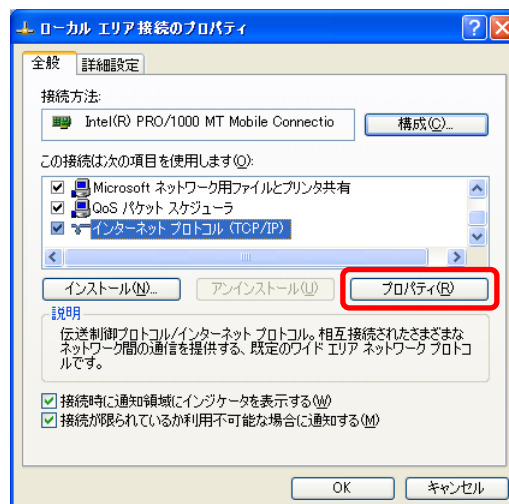 ローカル エリア接続のプロパティ
全般 詳細設定
接続方法:
Intel(R) PRO/1000 MT Mobile Connectio 構成(C)...
この接続は次の項目を使用します(O):
Microsoft ネットワーク用ファイルとプリンタ共有
QoS パケット スケジューラ
インターネット プロトコル (TCP/IP)
インストール(N)... アンインストール(U) プロパティ(R)
説明
伝送制御プロトコル/インターネット プロトコル。相互接続されたさまざまな
ネットワーク間の通信を提供する、既定のワイド エリア ネットワーク プロトコ
ルです。
接続時に通知領域にインジケータを表示する(W)
接続が限られているか利用不可能な場合に通知する(M)
OK キャンセル